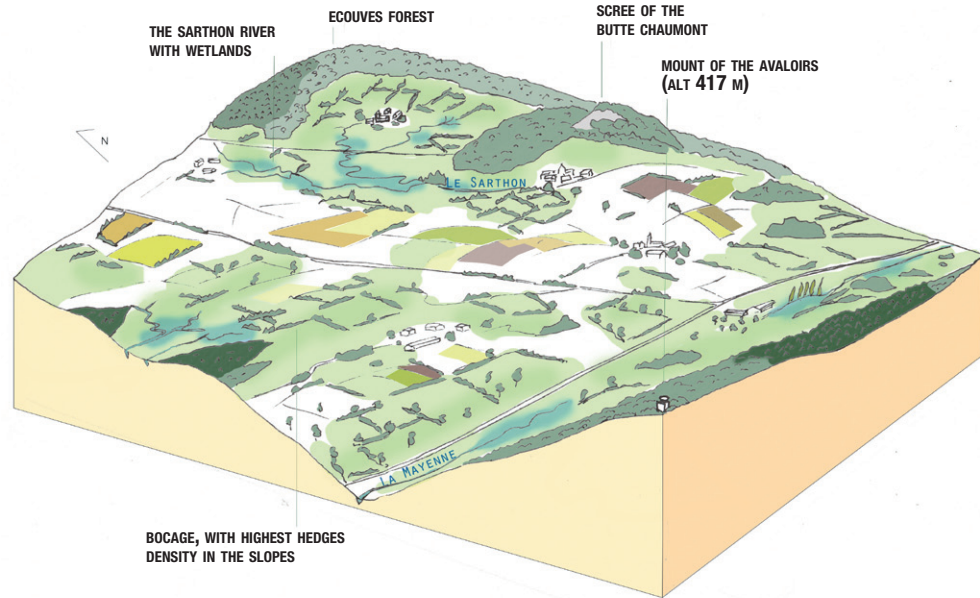 THE SARTHON RIVER
WITH WETLANDS
ECOUVES FOREST
SCREE OF THE
BUTTE CHAUMONT
MOUNT OF THE AVALOIRS
(ALT 417 M)
N
LE SARTHON
LA MAYENNE
BOCAGE, WITH HIGHEST HEDGES
DENSITY IN THE SLOPES